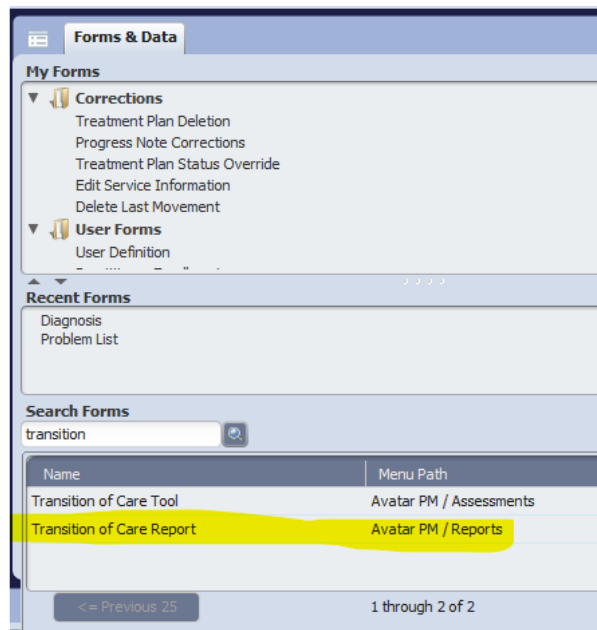 Forms & Data
My Forms
Corrections
Treatment Plan Deletion
Progress Note Corrections
Treatment Plan Status Override
Edit Service Information
Delete Last Movement
User Forms
User Definition
Recent Forms
Diagnosis
Problem List
Search Forms
transition
Name Menu Path
Transition of Care Tool Avatar PM / Assessments
Transition of Care Report Avatar PM / Reports
<= Previous 25 1 through 2 of 2